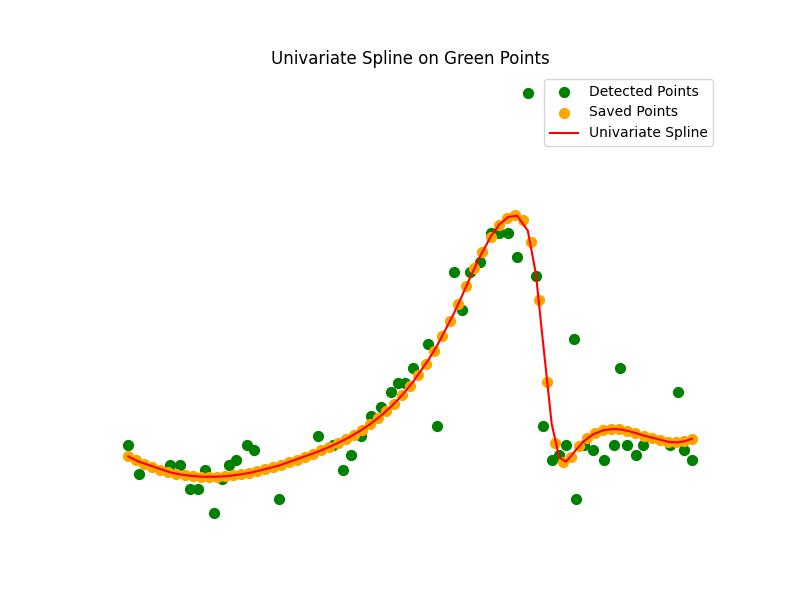 Univariate Spline on Green Points
Detected Points
Saved Points
Univariate Spline